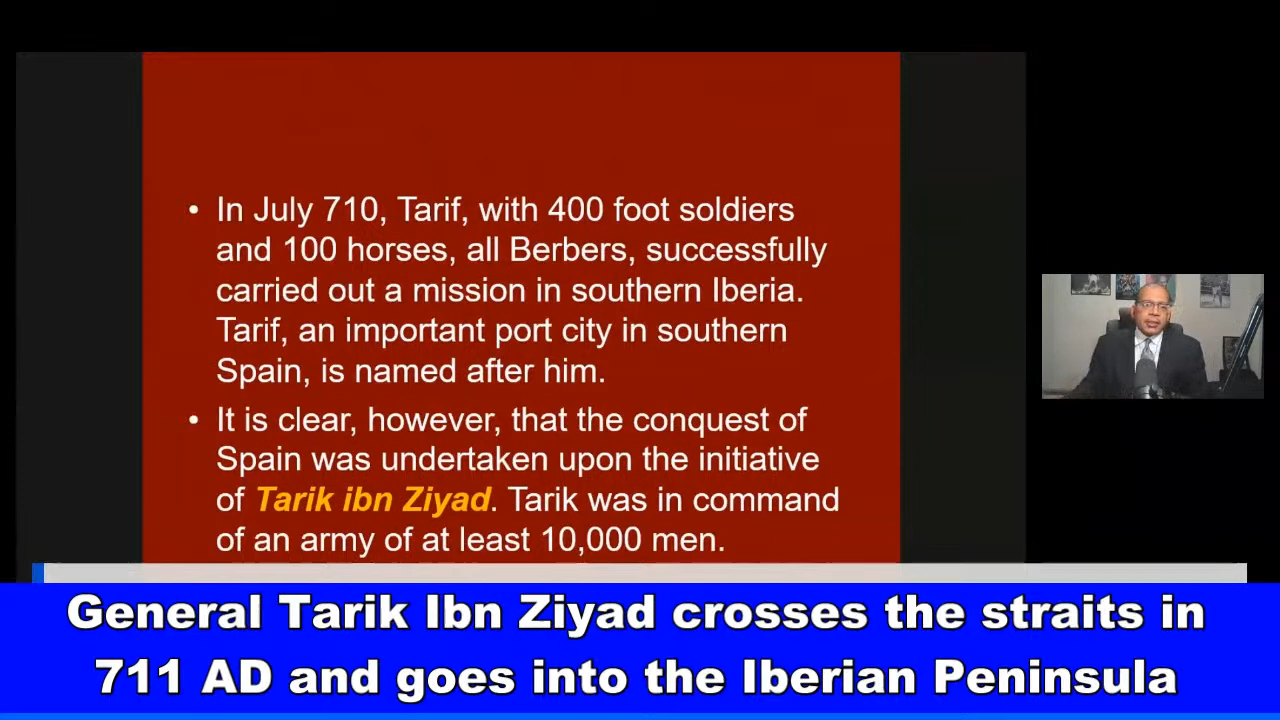 • In July 710, Tarif, with 400 foot soldiers
and 100 horses, all Berbers, successfully
carried out a mission in southern Iberia.
Tarif, an important port city in southern
Spain, is named after him.
• It is clear, however, that the conquest of
Spain was undertaken upon the initiative
of Tarik ibn Ziyad. Tarik was in command
of an army of at least 10,000 men.
General Tarik Ibn Ziyad crosses the straits in
711 AD and goes into the Iberian Peninsula